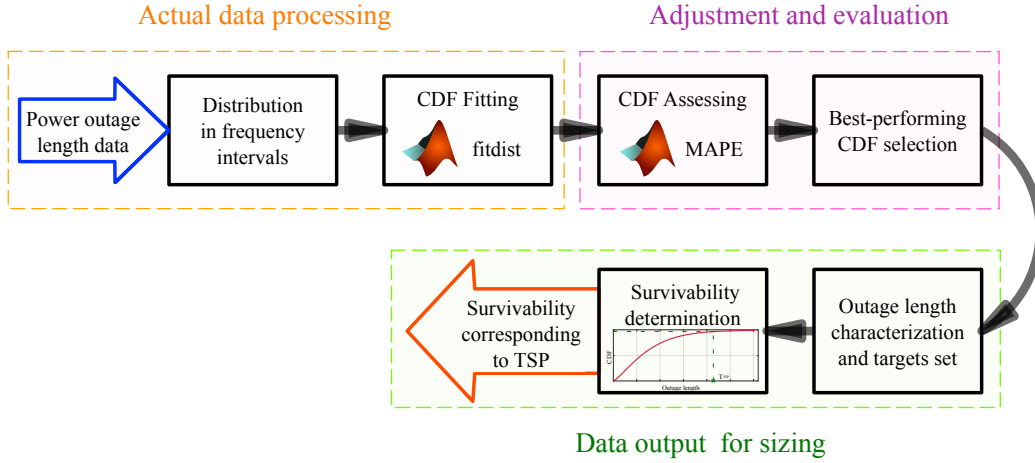 Actual data processing
Adjustment and evaluation
Power outage
length data
Distribution
in frequency
intervals
CDF Fitting
fitdist
CDF Assessing
MAPE
Best-performing
CDF selection
Survivability
corresponding
to TSP
Survivability
determination
CDF
TTSP
Outage length
Outage length
characterization
and targets set
Data output for sizing